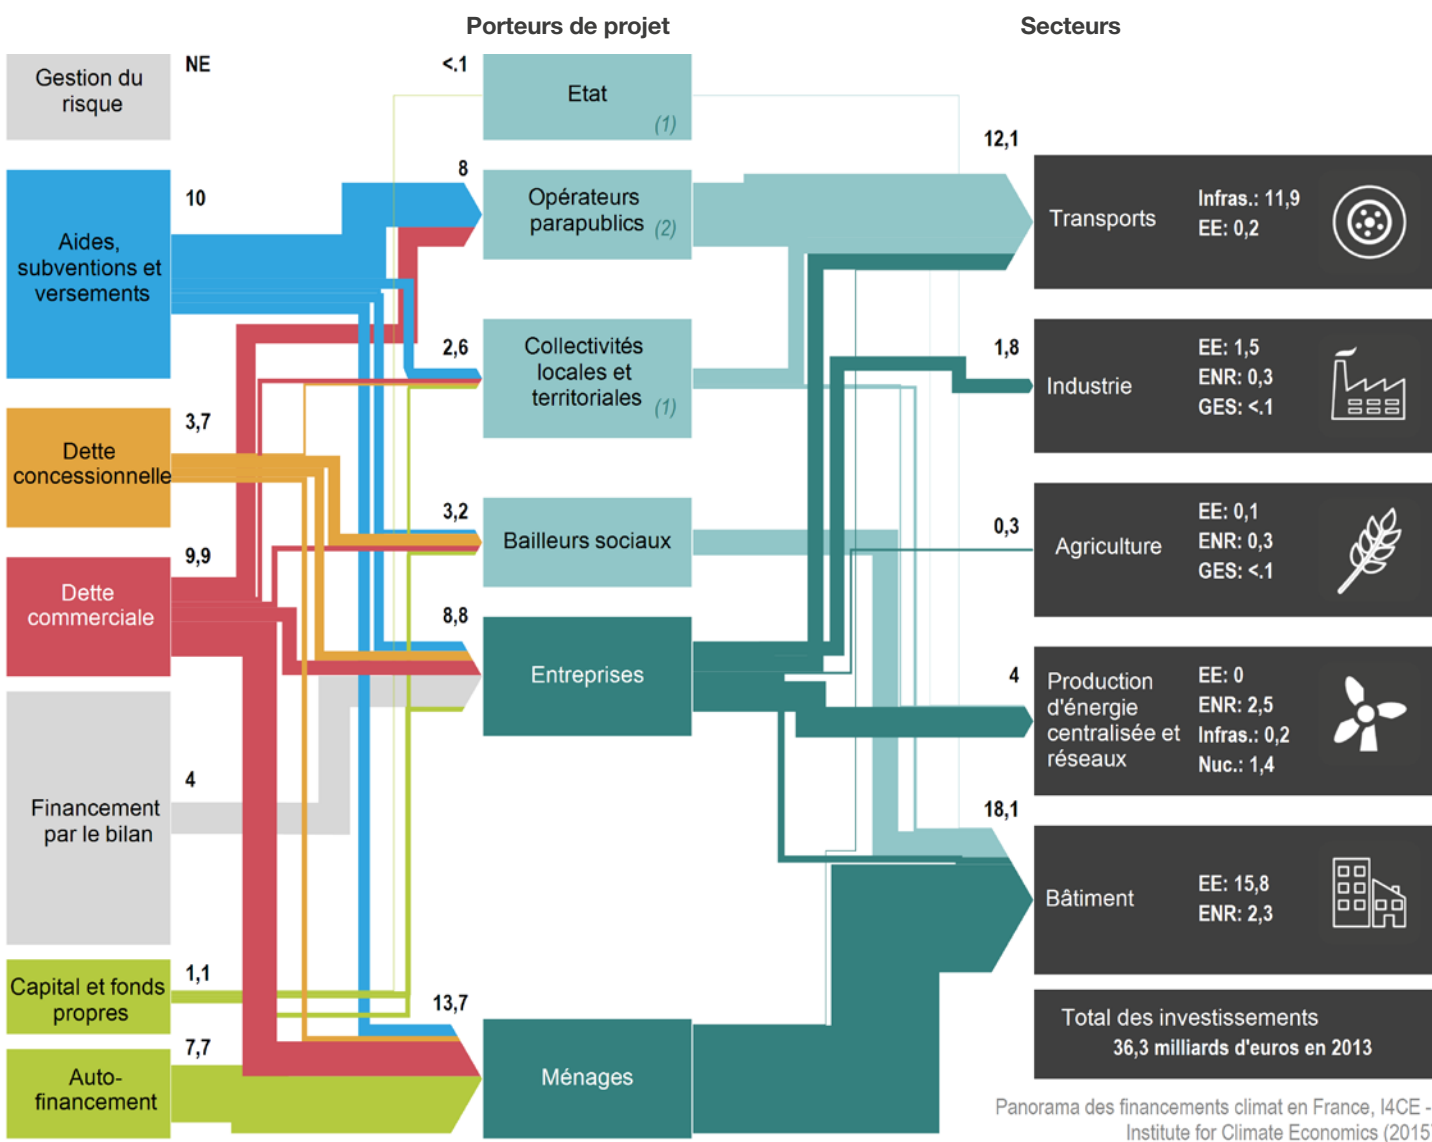 Porteurs de projet
Secteurs
Gestion du
risque
NE
Aides,
subventions et
versements
10
Dette
concessionnelle
3,7
Dette
commerciale
9,9
Financement
par le bilan
4
Capital et fonds
propres
1,1
Auto-
financement
7,7
<.1
Etat
(1)
8
Opérateurs
parapublics (2)
2,6
Collectivités
locales et
territoriales (1)
3,2
Bailleurs sociaux
8,8
Entreprises
13,7
Ménages
12,1
Transports
Infras.: 11,9
EE: 0,2
1,8
Industrie
EE: 1,5
ENR: 0,3
GES: <.1
0,3
Agriculture
EE: 0,1
ENR: 0,3
GES: <.1
4
Production
d'énergie
centralisée et
réseaux
EE: 0
ENR: 2,5
Infras.: 0,2
Nuc.: 1,4
18,1
Bâtiment
EE: 15,8
ENR: 2,3
Total des investissements
36,3 milliards d'euros en 2013
Panorama des financements climat en France, I4CE -
Institute for Climate Economics (2015